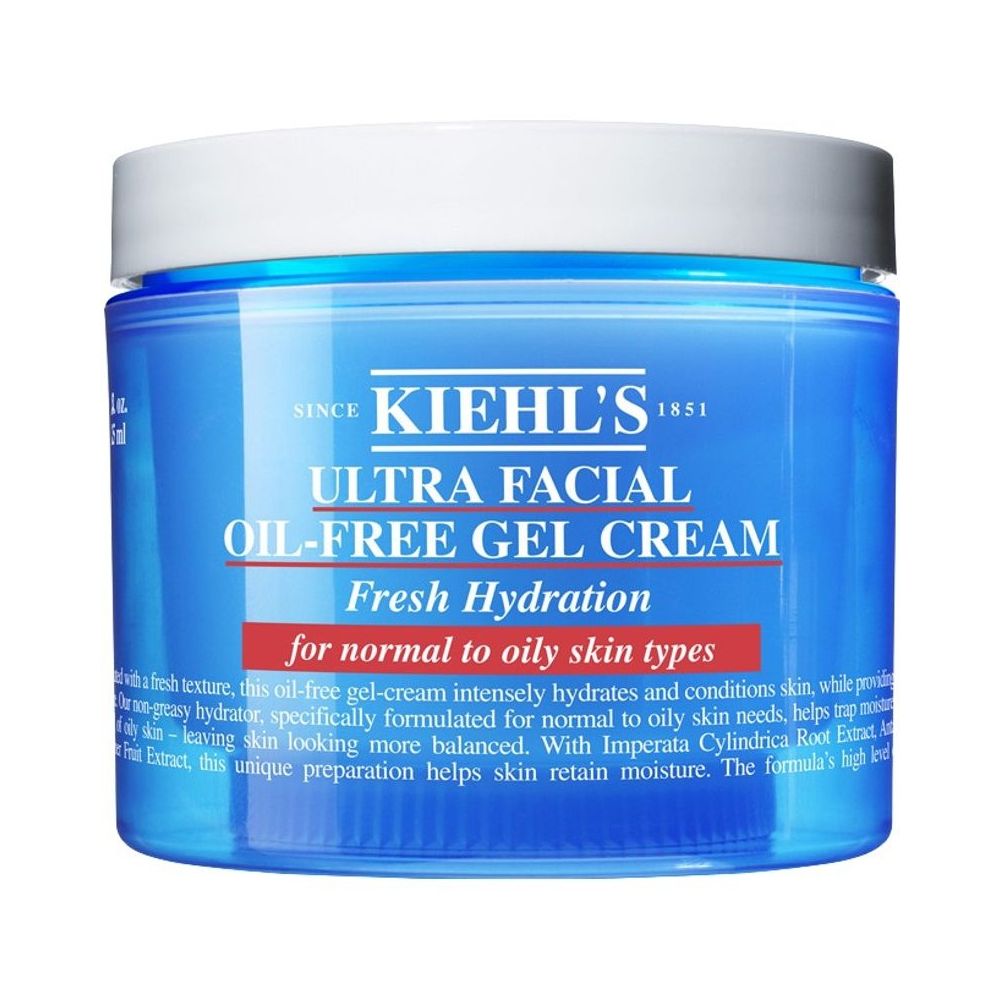 SINCE KIEHL'S 1851
ULTRA FACIAL
OIL-FREE GEL CREAM
Fresh Hydration
for normal to oily skin types
oz.
ml
with a fresh texture, this oil-free gel-cream intensely hydrates and conditions skin, while providing
Our non-greasy hydrator, specifically formulated for normal to oily skin needs, helps trap moisture
of oily skin – leaving skin looking more balanced. With Imperata Cylindrica Root Extract,
Fruit Extract, this unique preparation helps skin retain moisture. The formula's high level